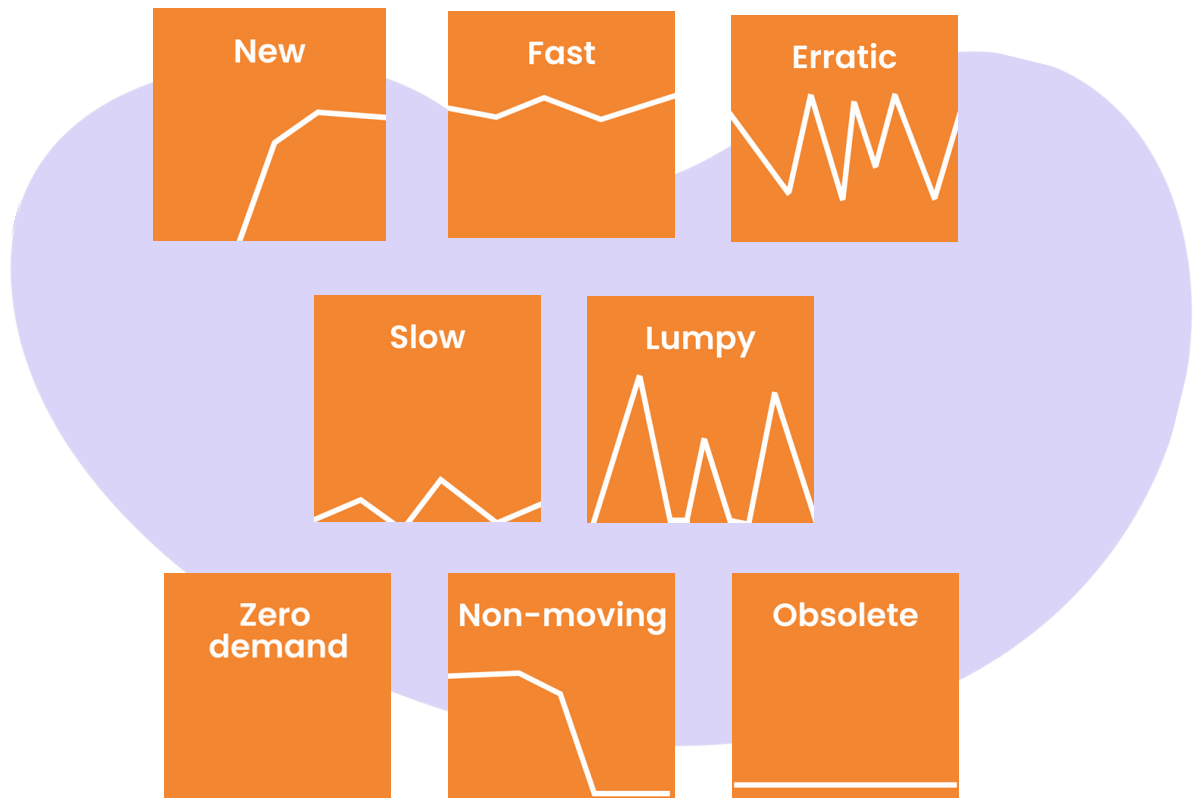 New
Fast
Erratic
Slow
Lumpy
Zero
demand
Non-moving
Obsolete